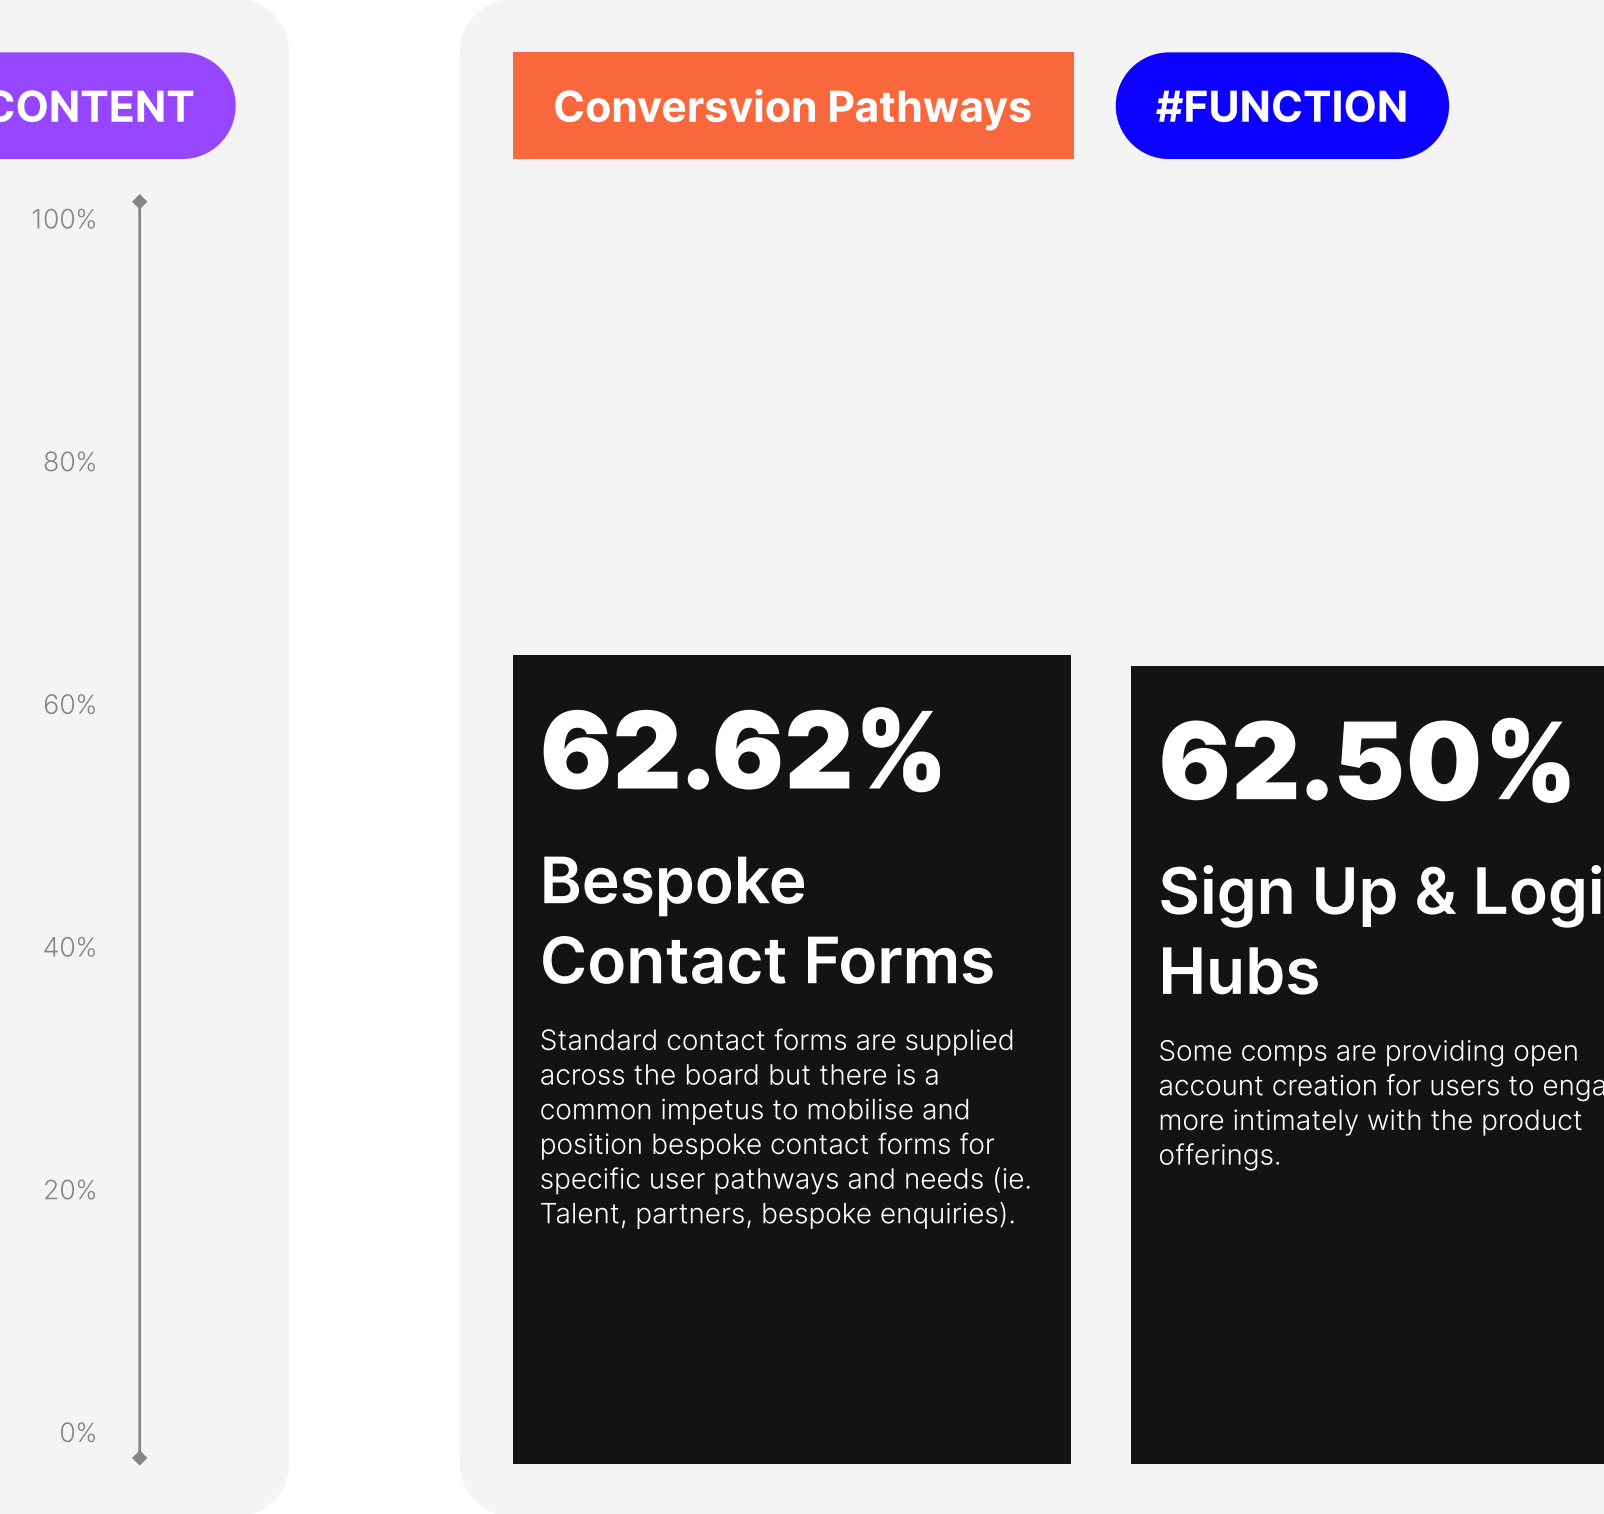 CONTENT
100%
80%
60%
40%
20%
0%
Conversvion Pathways
#FUNCTION
62.62%
Bespoke
Contact Forms
Standard contact forms are supplied
across the board but there is a
common impetus to mobilise and
position bespoke contact forms for
specific user pathways and needs (ie.
Talent, partners, bespoke enquiries).
62.50%
Sign Up & Logi
Hubs
Some comps are providing open
account creation for users to enga
more intimately with the product
offerings.